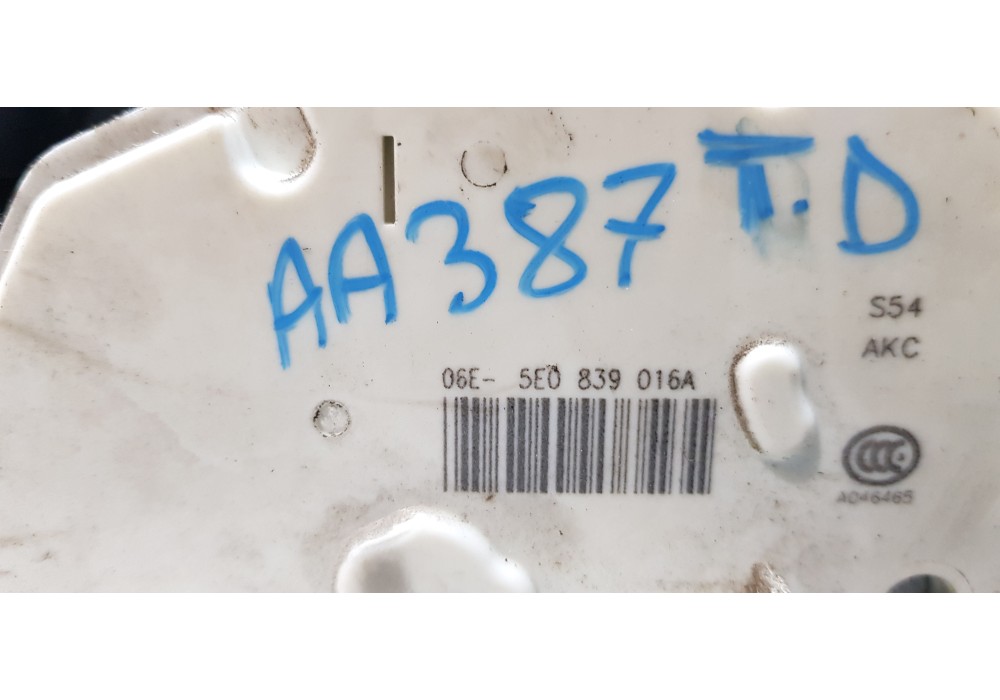 AA387 T.D
S54
AKC
06E- 5E0 839 016A
CCC
A046465